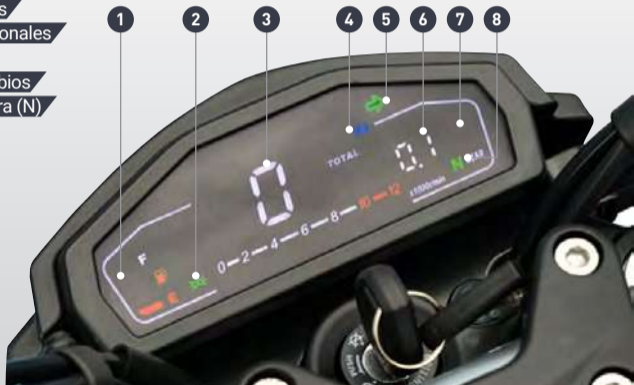 s
onales
bios
ra (N)
1 2 3 4 5 6 7 8
TOTAL
0.1
0
N
x1000r/min
F
E
0-2-4-6-8-10-12